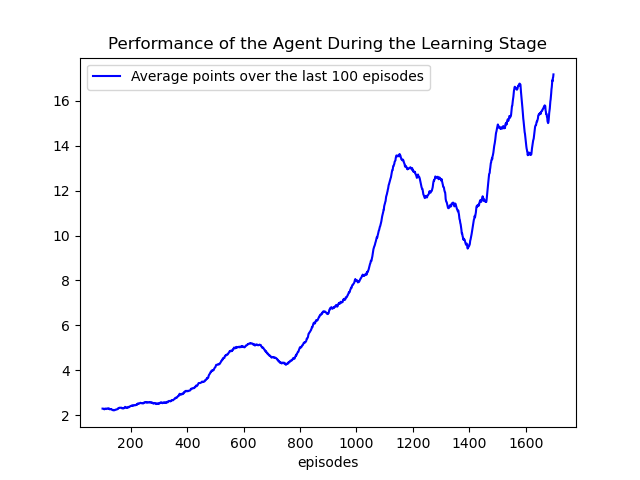 Performance of the Agent During the Learning Stage
Average points over the last 100 episodes
16
14
12
10
8
6
4
2
200 400 600 800 1000 1200 1400 1600
episodes